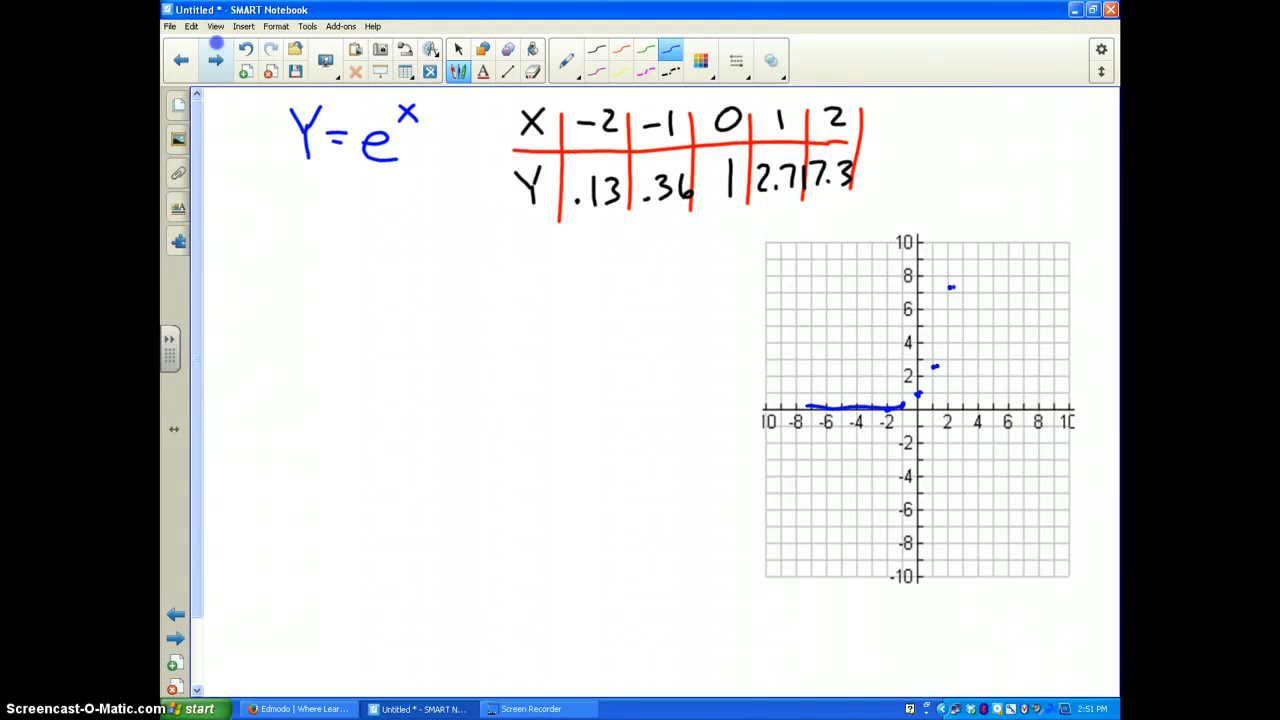 Untitled * - SMART Notebook
File Edit View Insert Format Tools Add-ons Help
Y = e^x
X -2 -1 0 1 2
Y .13 .36 1 2.71 7.3
10
8
6
4
2
10 -8 -6 -4 -2 2 4 6 8 10
-2
-4
-6
-8
-10
Screencast-O-Matic.com
start Edmodo | Where Lear... Untitled * - SMART N... Screen Recorder 2:51 PM